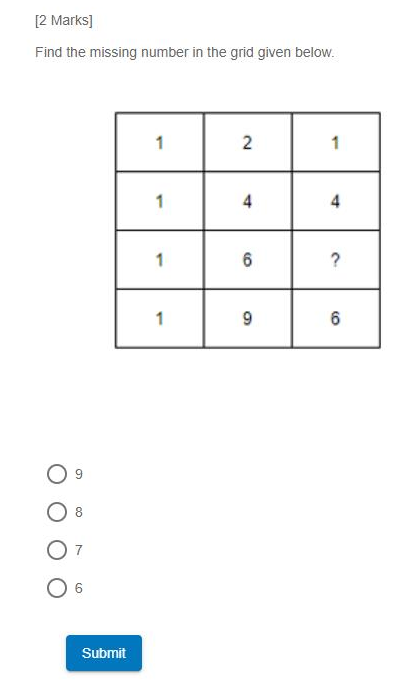 [2 Marks]
Find the missing number in the grid given below.
1 2 1
1 4 4
1 6 ?
1 9 6
9
8
7
6
Submit